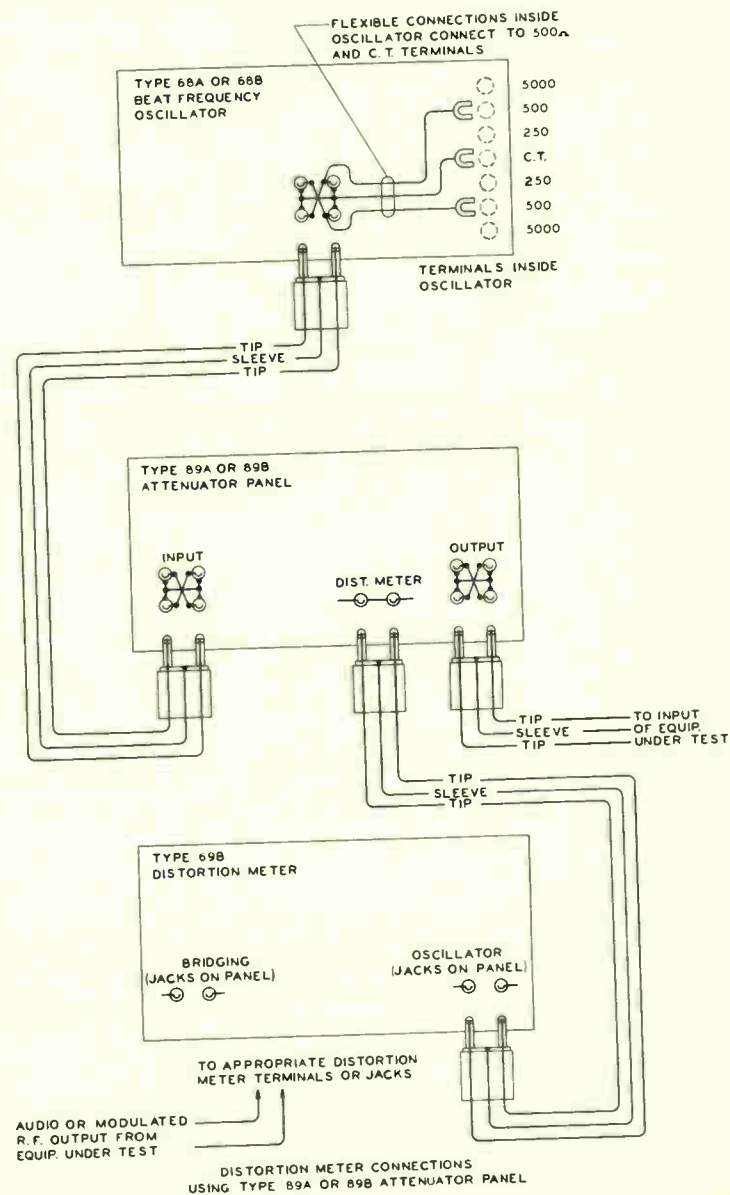 FLEXIBLE CONNECTIONS INSIDE
OSCILLATOR CONNECT TO 500Ω
AND C.T. TERMINALS
TYPE 68A OR 68B
BEAT FREQUENCY
OSCILLATOR
5000
500
250
C.T.
250
500
5000
TERMINALS INSIDE
OSCILLATOR
TIP
SLEEVE
TIP
TYPE 89A OR 89B
ATTENUATOR PANEL
INPUT
DIST. METER
OUTPUT
TIP
SLEEVE
TIP
TO INPUT
OF EQUIP.
UNDER TEST
TIP
SLEEVE
TIP
TYPE 69B
DISTORTION METER
BRIDGING
(JACKS ON PANEL)
OSCILLATOR
(JACKS ON PANEL)
TO APPROPRIATE DISTORTION
METER TERMINALS OR JACKS
AUDIO OR MODULATED
R.F. OUTPUT FROM
EQUIP. UNDER TEST
DISTORTION METER CONNECTIONS
USING TYPE 89A OR 89B ATTENUATOR PANEL